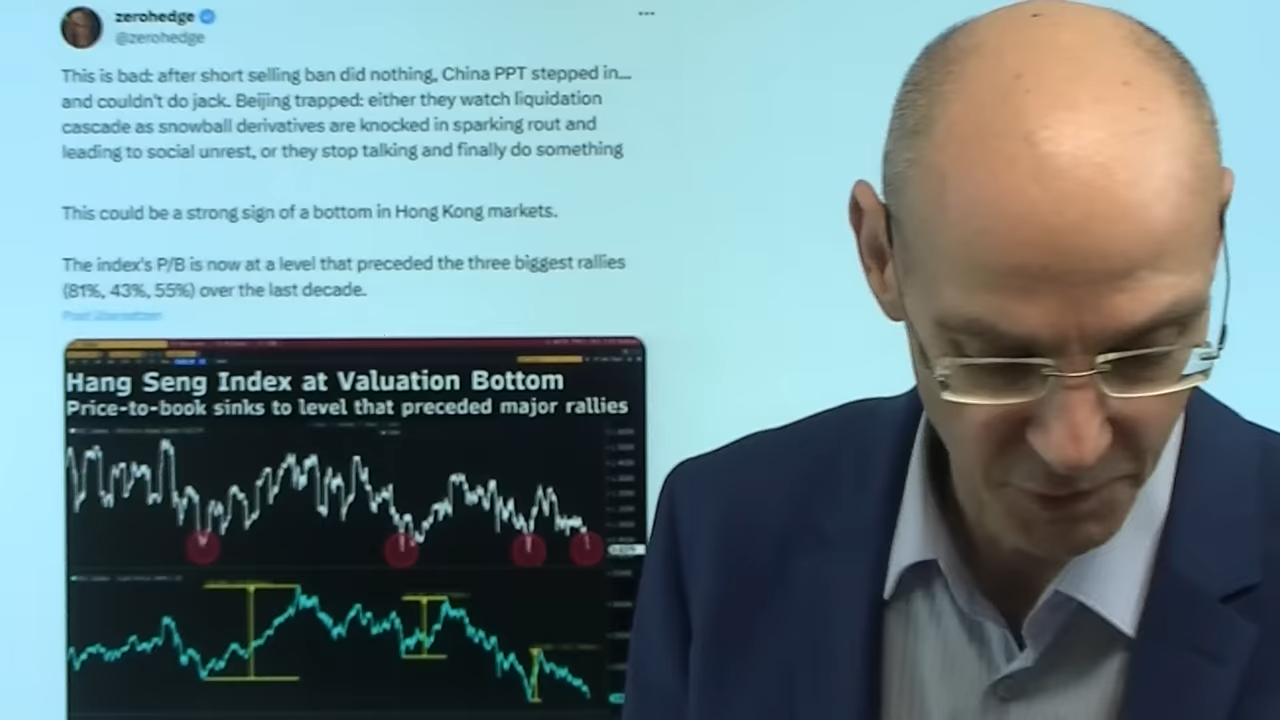 zerohedge
@zerohedge
This is bad: after short selling ban did nothing, China PPT stepped in...
and couldn't do jack. Beijing trapped: either they watch liquidation
cascade as snowball derivatives are knocked in sparking rout and
leading to social unrest, or they stop talking and finally do something
This could be a strong sign of a bottom in Hong Kong markets.
The index's P/B is now at a level that preceded the three biggest rallies
(81%, 43%, 55%) over the last decade.
Post übersetzen
Hang Seng Index at Valuation Bottom
Price-to-book sinks to level that preceded major rallies